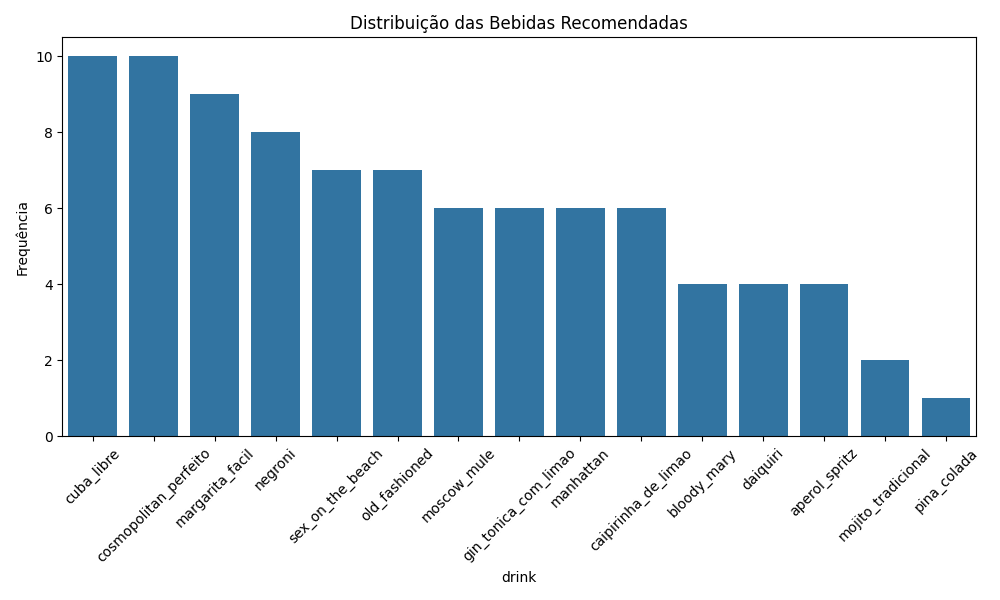 Distribuição das Bebidas Recomendadas
Frequência
10
8
6
4
2
0
cuba_libre
cosmopolitan_perfeito
margarita_facil
negroni
sex_on_the_beach
old_fashioned
moscow_mule
gin_tonica_com_limao
manhattan
caipirinha_de_limao
bloody_mary
daiquiri
aperol_spritz
mojito_tradicional
pina_colada
drink